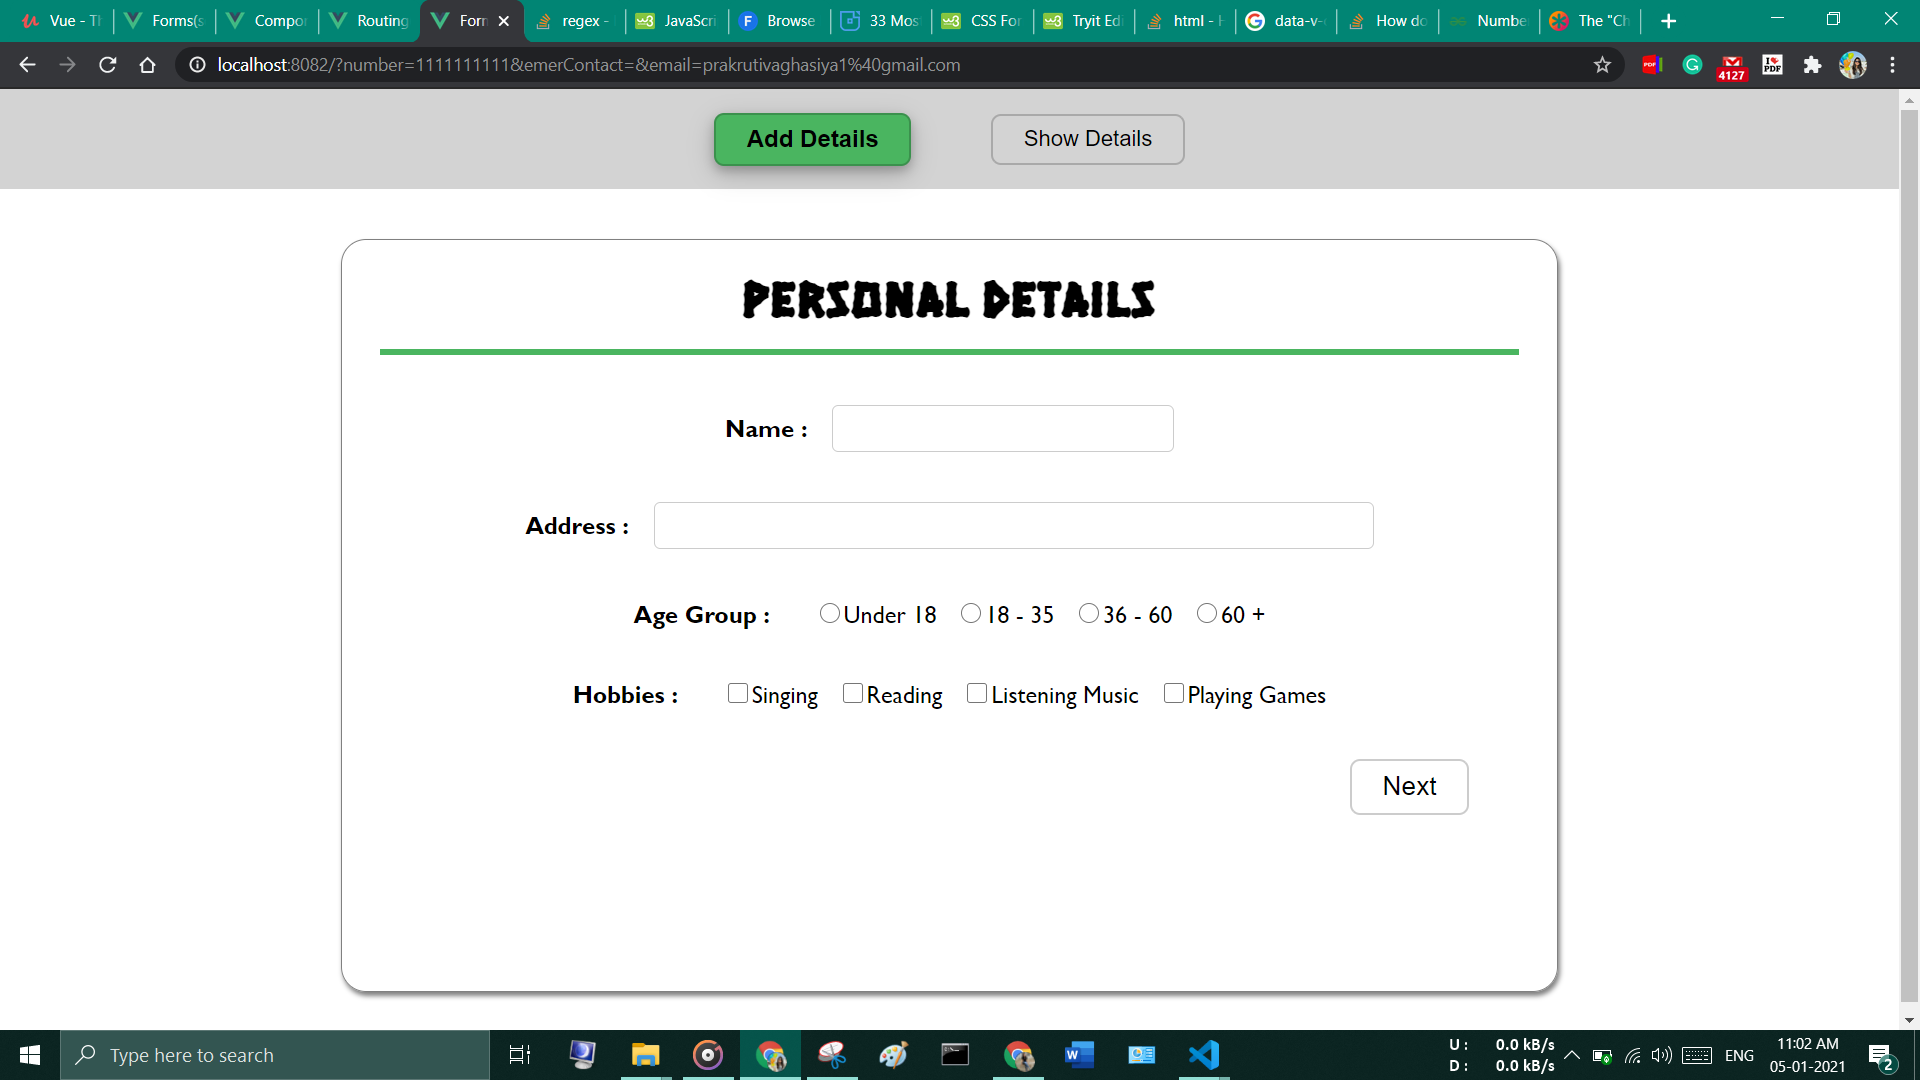 Vue - Th
Forms(s
Compo
Routing
Form
regex -
JavaScri
Browse
33 Mos
CSS For
Tryit Edi
html - H
data-v-
How do
Numbe
The "Ch
localhost:8082/?number=1111111111&emerContact=&email=prakrutivaghasiya1%40gmail.com
4127
Add Details
Show Details
PERSONAL DETAILS
Name :
Address :
Age Group : Under 18 18 - 35 36 - 60 60 +
Hobbies : Singing Reading Listening Music Playing Games
Next
Type here to search
U : 0.0 kB/s
D : 0.0 kB/s
ENG
11:02 AM
05-01-2021
2